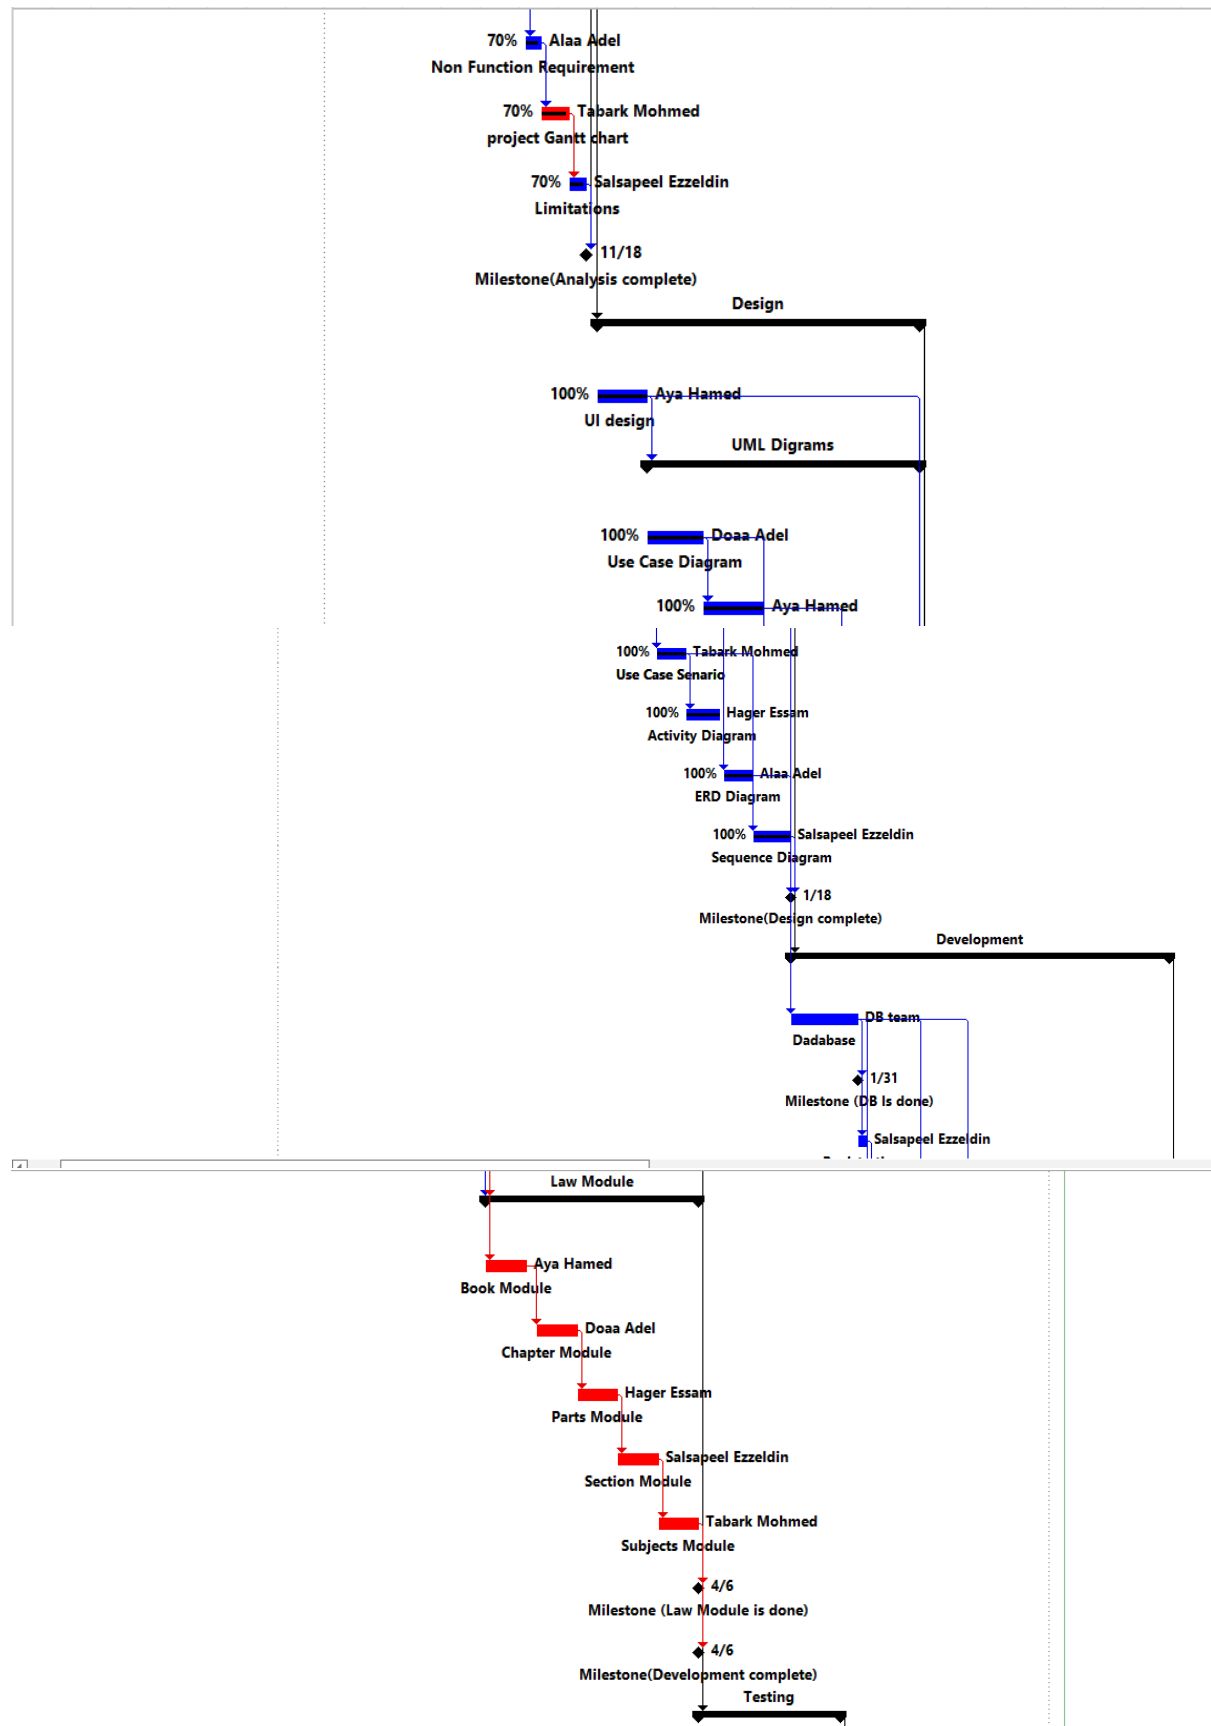 70% Alaa Adel
Non Function Requirement
70% Tabark Mohmed
project Gantt chart
70% Salsapeel Ezzeldin
Limitations
11/18
Milestone(Analysis complete)
Design
100% Aya Hamed
UI design
UML Digrams
100% Doaa Adel
Use Case Diagram
100% Aya Hamed
100% Tabark Mohmed
Use Case Senario
100% Hager Essam
Activity Diagram
100% Alaa Adel
ERD Diagram
100% Salsapeel Ezzeldin
Sequence Diagram
1/18
Milestone(Design complete)
Development
DB team
Dadabase
1/31
Milestone (DB Is done)
Salsapeel Ezzeldin
Law Module
Aya Hamed
Book Module
Doaa Adel
Chapter Module
Hager Essam
Parts Module
Salsapeel Ezzeldin
Section Module
Tabark Mohmed
Subjects Module
4/6
Milestone (Law Module is done)
4/6
Milestone(Development complete)
Testing